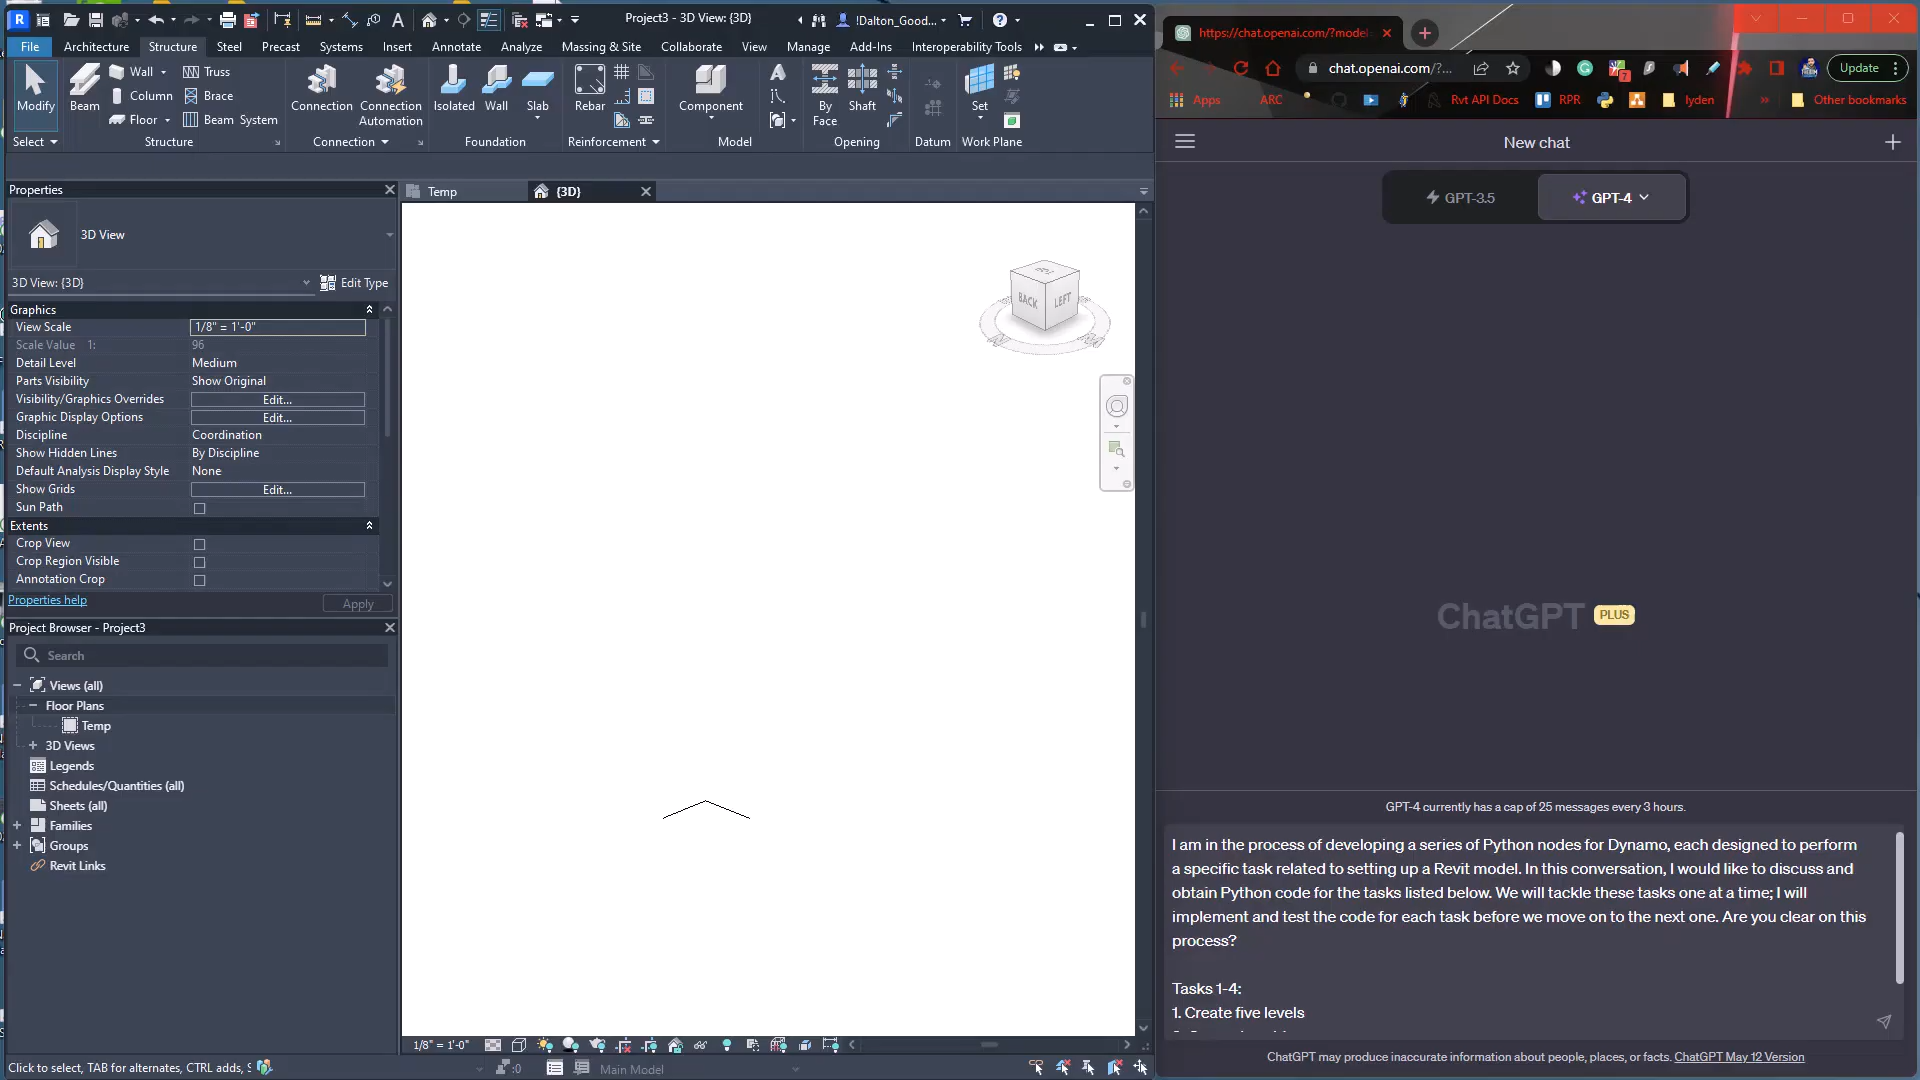 Project3 - 3D View: {3D}
!Dalton_Good...
File
Architecture
Structure
Steel
Precast
Systems
Insert
Annotate
Analyze
Massing & Site
Collaborate
View
Manage
Add-Ins
Interoperability Tools
Modify
Beam
Wall
Column
Floor
Truss
Brace
Beam System
Connection
Connection Automation
Isolated
Wall
Slab
Rebar
Component
By Face
Shaft
Set
Select
Structure
Connection
Foundation
Reinforcement
Model
Opening
Datum
Work Plane
Properties
3D View
3D View: {3D}
Edit Type
Graphics
View Scale 1/8" = 1'-0"
Scale Value 1: 96
Detail Level Medium
Parts Visibility Show Original
Visibility/Graphics Overrides Edit...
Graphic Display Options Edit...
Discipline Coordination
Show Hidden Lines By Discipline
Default Analysis Display Style None
Show Grids Edit...
Sun Path
Extents
Crop View
Crop Region Visible
Annotation Crop
Properties help
Apply
Project Browser - Project3
Search
Views (all)
Floor Plans
Temp
3D Views
Legends
Schedules/Quantities (all)
Sheets (all)
Families
Groups
Revit Links
Temp
{3D}
TOP
BACK
LEFT
1/8" = 1'-0"
Click to select, TAB for alternates, CTRL adds, S
:0
Main Model
https://chat.openai.com/?model
chat.openai.com/?...
7
Update
Apps
ARC
Rvt API Docs
RPR
lyden
Other bookmarks
New chat
GPT-3.5
GPT-4
ChatGPT PLUS
GPT-4 currently has a cap of 25 messages every 3 hours.
I am in the process of developing a series of Python nodes for Dynamo, each designed to perform
a specific task related to setting up a Revit model. In this conversation, I would like to discuss and
obtain Python code for the tasks listed below. We will tackle these tasks one at a time; I will
implement and test the code for each task before we move on to the next one. Are you clear on this
process?
Tasks 1-4:
1. Create five levels
ChatGPT may produce inaccurate information about people, places, or facts. ChatGPT May 12 Version